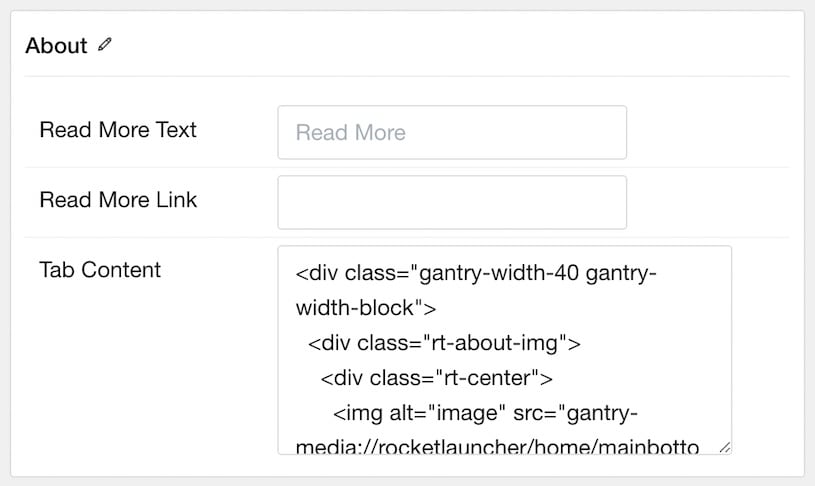 About
Read More Text
Read More
Read More Link
Tab Content
<div class="gantry-width-40 gantry-
width-block">
<div class="rt-about-img">
<div class="rt-center">
<img alt="image" src="gantry-
media://rocketlauncher/home/mainbotto